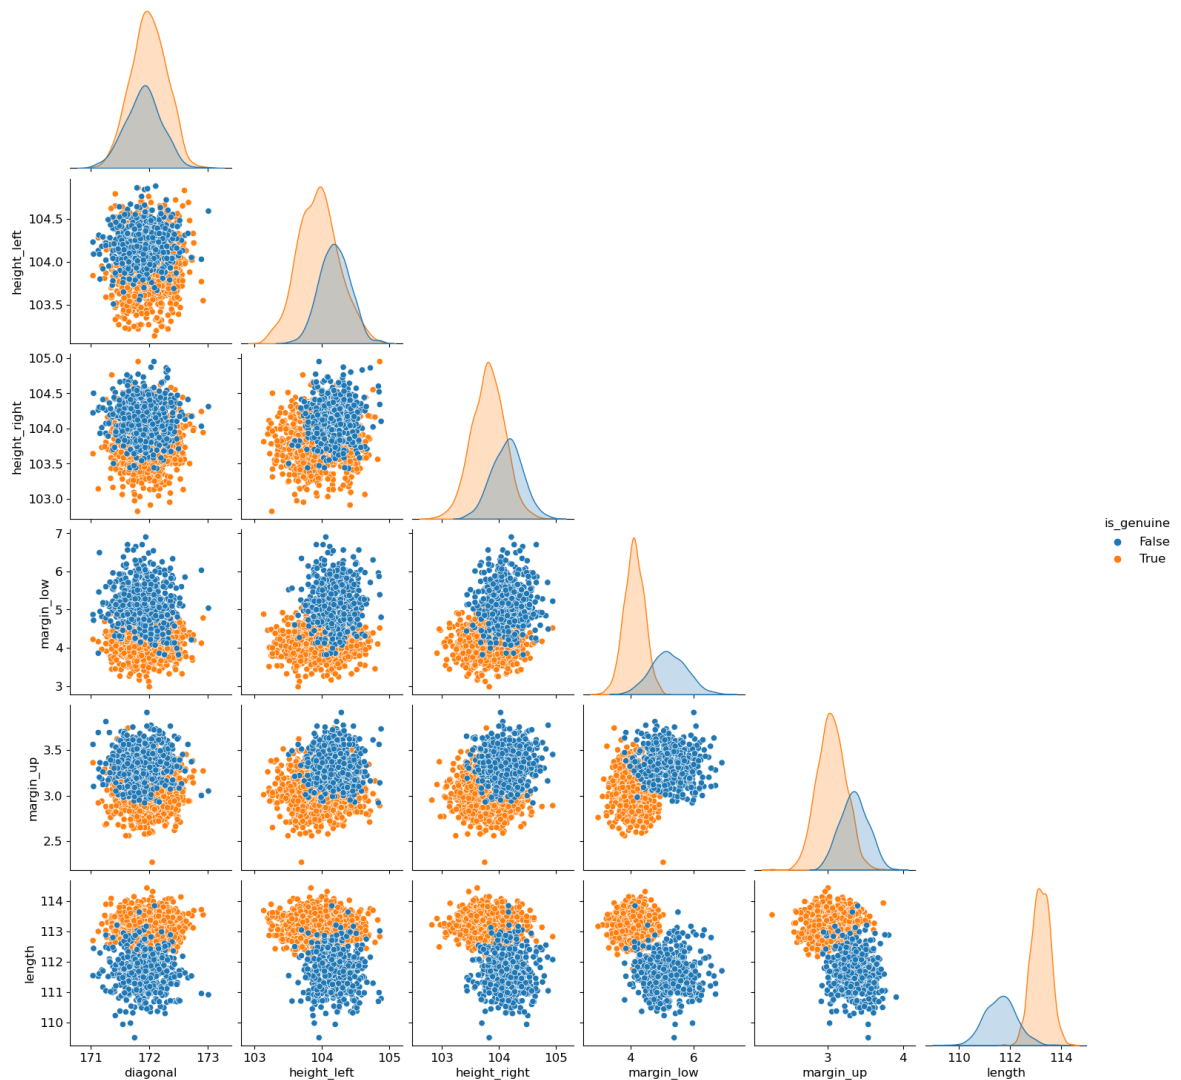 height_left
104.5
104.0
103.5
height_right
105.0
104.5
104.0
103.5
103.0
margin_low
7
6
5
4
3
margin_up
3.5
3.0
2.5
length
114
113
112
111
110
171 172 173
103 104 105
103 104 105
4 6
3 4
110 112 114
diagonal
height_left
height_right
margin_low
margin_up
length
is_genuine
False
True